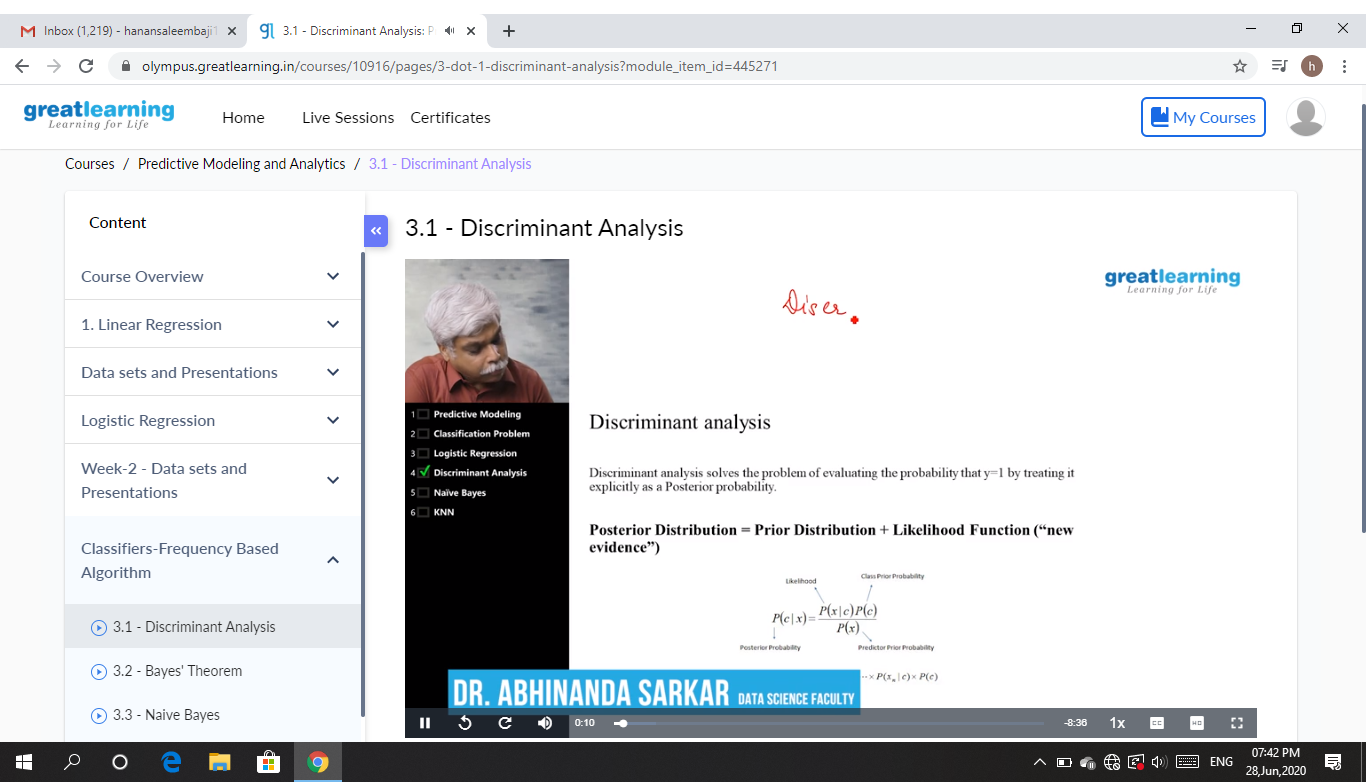 Inbox (1,219) - hanansaleembaji1
3.1 - Discriminant Analysis: P
olympus.greatlearning.in/courses/10916/pages/3-dot-1-discriminant-analysis?module_item_id=445271
h
greatlearning
Learning for Life
Home
Live Sessions
Certificates
My Courses
Courses / Predictive Modeling and Analytics / 3.1 - Discriminant Analysis
Content
Course Overview
1. Linear Regression
Data sets and Presentations
Logistic Regression
Week-2 - Data sets and
Presentations
Classifiers-Frequency Based
Algorithm
3.1 - Discriminant Analysis
3.2 - Bayes' Theorem
3.3 - Naive Bayes
«
3.1 - Discriminant Analysis
greatlearning
Learning for Life
1 Predictive Modeling
2 Classification Problem
3 Logistic Regression
4 Discriminant Analysis
5 Naïve Bayes
6 KNN
Discriminant analysis
Discriminant analysis solves the problem of evaluating the probability that y=1 by treating it
explicitly as a Posterior probability.
Posterior Distribution = Prior Distribution + Likelihood Function (“new
evidence”)
Likelihood
Class Prior Probability
P(c|x) = P(x|c)P(c) / P(x)
Posterior Probability
Predictor Prior Probability
··× P(xₙ|c)× P(c)
DR. ABHINANDA SARKAR DATA SCIENCE FACULTY
0:10
-8:36
1x
CC
HD
ENG
07:42 PM
28,Jun,2020